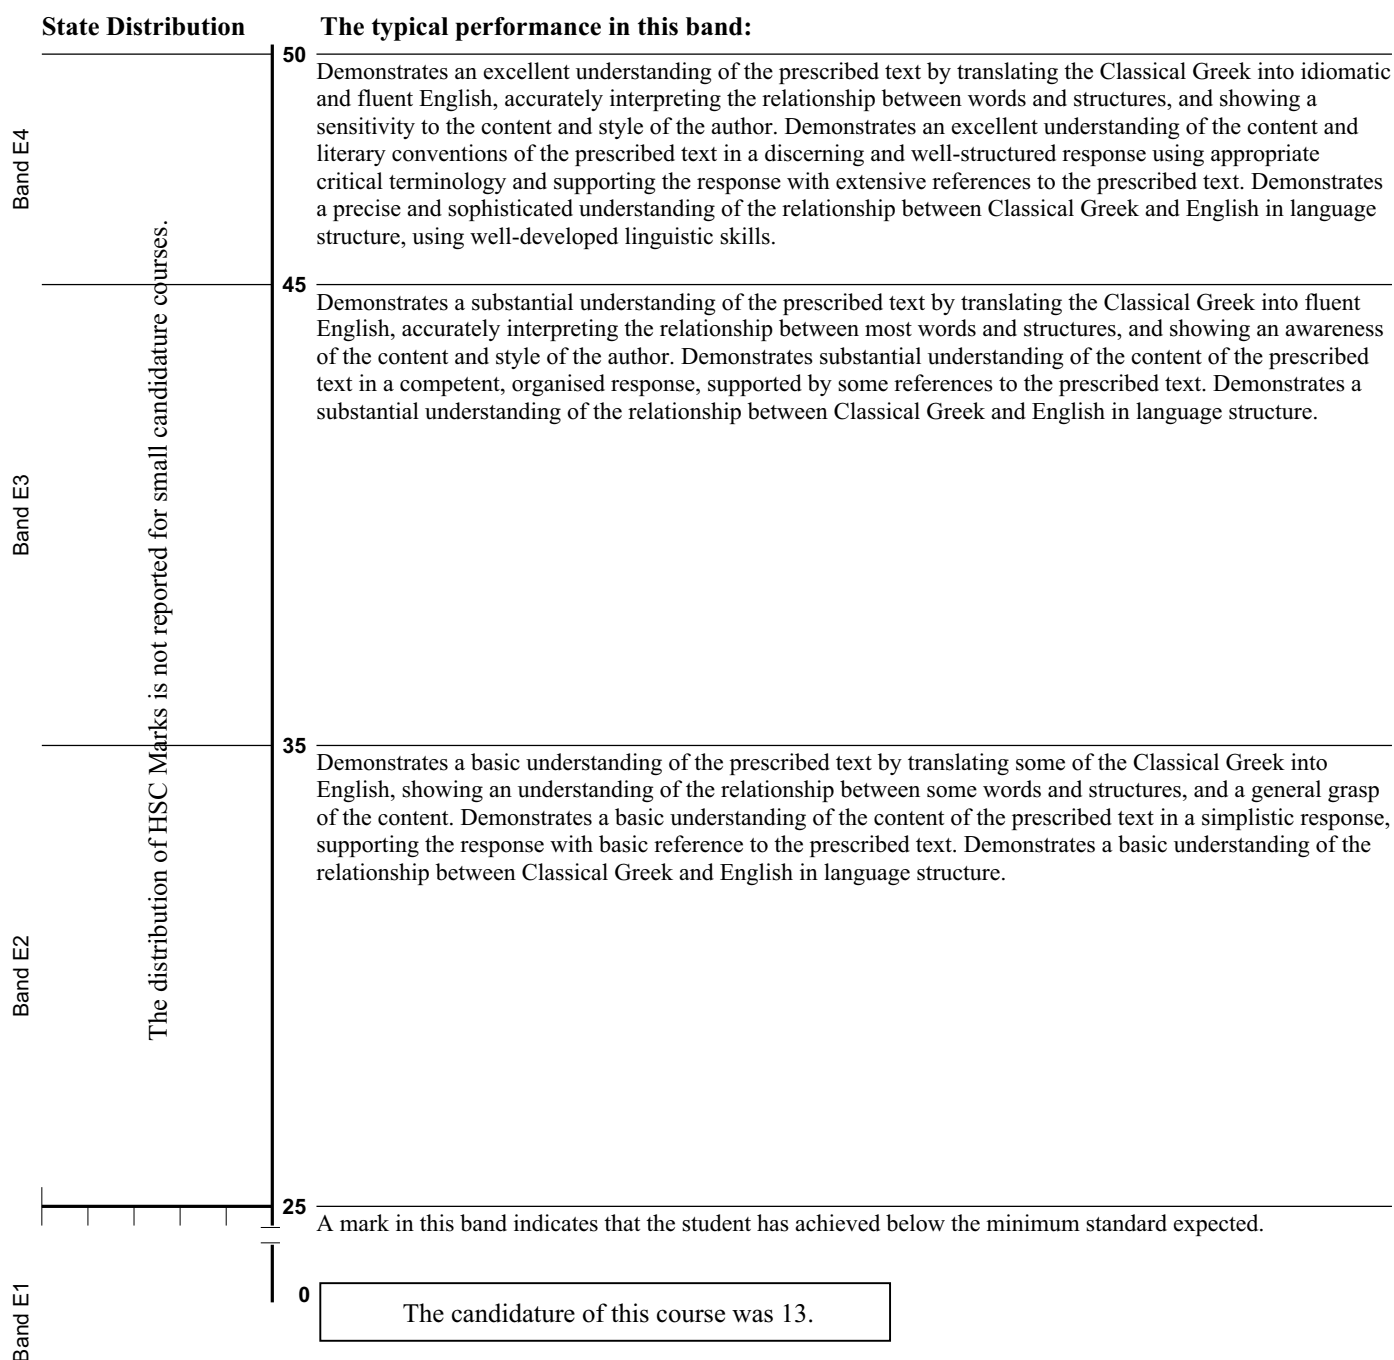 State Distribution
The typical performance in this band:
50
Demonstrates an excellent understanding of the prescribed text by translating the Classical Greek into idiomatic
and fluent English, accurately interpreting the relationship between words and structures, and showing a
sensitivity to the content and style of the author. Demonstrates an excellent understanding of the content and
literary conventions of the prescribed text in a discerning and well-structured response using appropriate
critical terminology and supporting the response with extensive references to the prescribed text. Demonstrates
a precise and sophisticated understanding of the relationship between Classical Greek and English in language
structure, using well-developed linguistic skills.
Band E4
45
Demonstrates a substantial understanding of the prescribed text by translating the Classical Greek into fluent
English, accurately interpreting the relationship between most words and structures, and showing an awareness
of the content and style of the author. Demonstrates substantial understanding of the content of the prescribed
text in a competent, organised response, supported by some references to the prescribed text. Demonstrates a
substantial understanding of the relationship between Classical Greek and English in language structure.
Band E3
The distribution of HSC Marks is not reported for small candidature courses.
35
Demonstrates a basic understanding of the prescribed text by translating some of the Classical Greek into
English, showing an understanding of the relationship between some words and structures, and a general grasp
of the content. Demonstrates a basic understanding of the content of the prescribed text in a simplistic response,
supporting the response with basic reference to the prescribed text. Demonstrates a basic understanding of the
relationship between Classical Greek and English in language structure.
Band E2
25
A mark in this band indicates that the student has achieved below the minimum standard expected.
0
Band E1
The candidature of this course was 13.